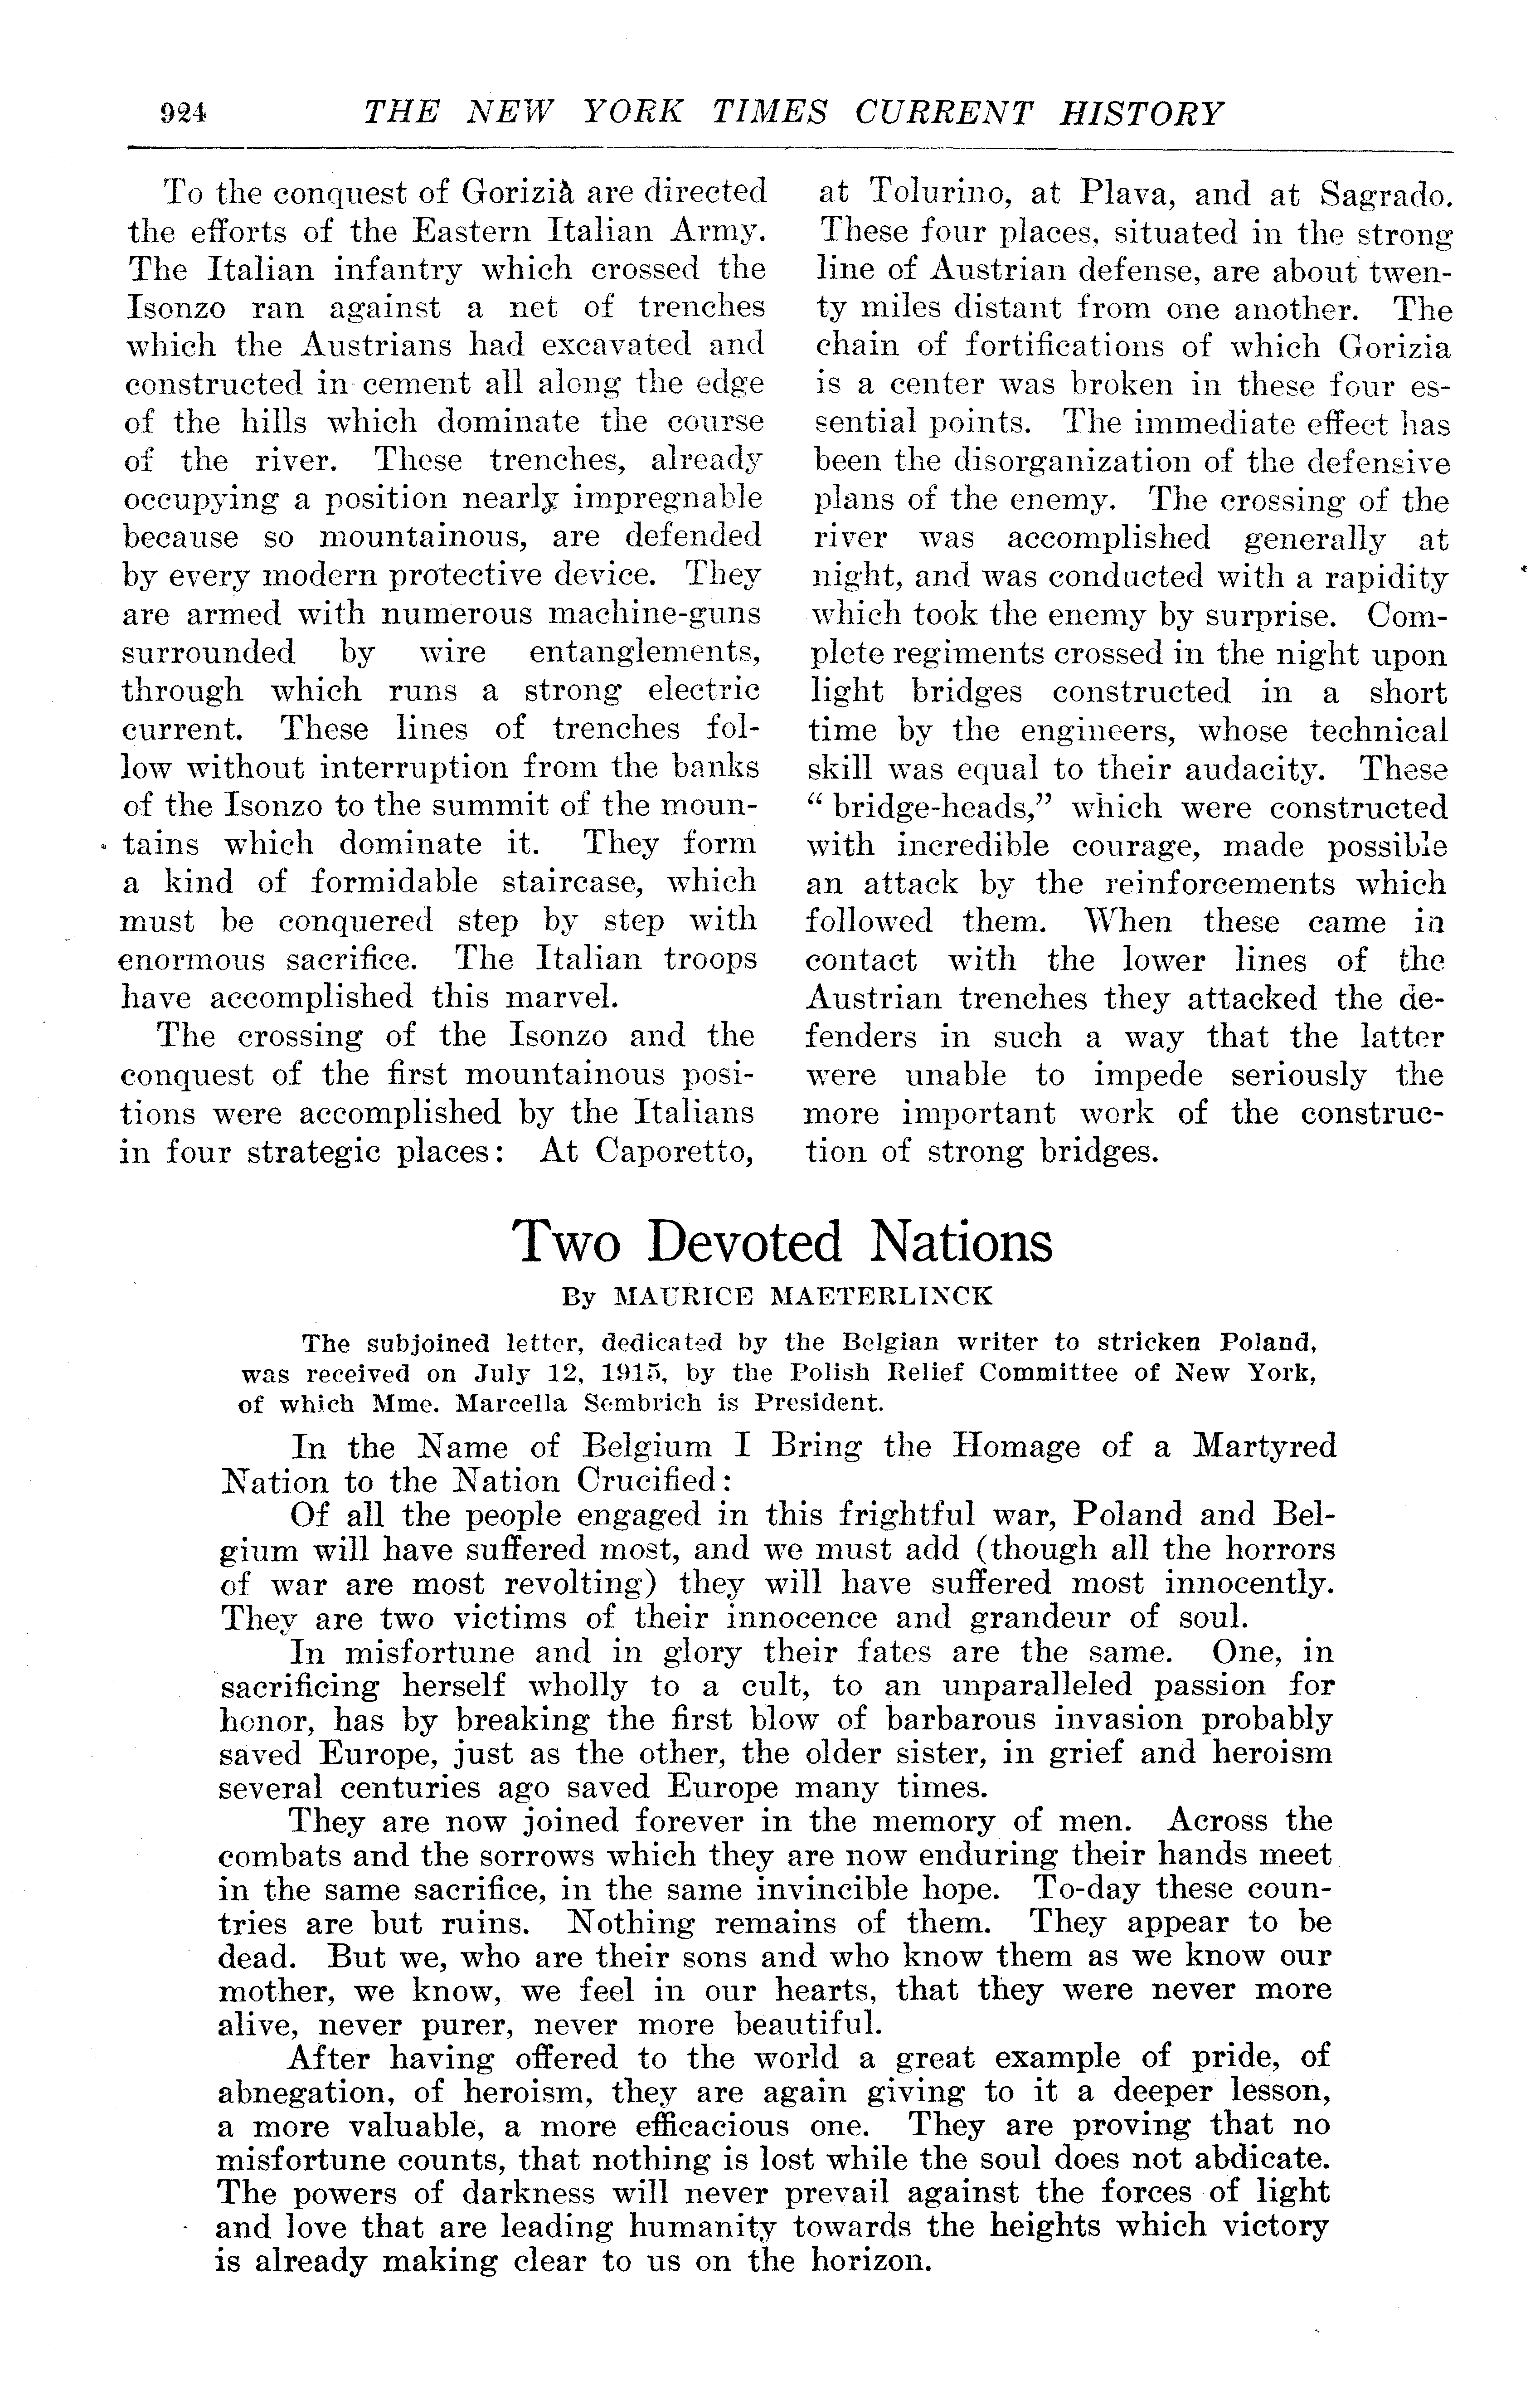 924 THE NEW YORK TIMES CURRENT HISTORY
To the conquest of Gorizià are directed
the efforts of the Eastern Italian Army.
The Italian infantry which crossed the
Isonzo ran against a net of trenches
which the Austrians had excavated and
constructed in cement all along the edge
of the hills which dominate the course
of the river. These trenches, already
occupying a position nearly impregnable
because so mountainous, are defended
by every modern protective device. They
are armed with numerous machine-guns
surrounded by wire entanglements,
through which runs a strong electric
current. These lines of trenches fol-
low without interruption from the banks
of the Isonzo to the summit of the moun-
tains which dominate it. They form
a kind of formidable staircase, which
must be conquered step by step with
enormous sacrifice. The Italian troops
have accomplished this marvel.
The crossing of the Isonzo and the
conquest of the first mountainous posi-
tions were accomplished by the Italians
in four strategic places: At Caporetto,
at Tolurino, at Plava, and at Sagrado.
These four places, situated in the strong
line of Austrian defense, are about twen-
ty miles distant from one another. The
chain of fortifications of which Gorizia
is a center was broken in these four es-
sential points. The immediate effect has
been the disorganization of the defensive
plans of the enemy. The crossing of the
river was accomplished generally at
night, and was conducted with a rapidity
which took the enemy by surprise. Com-
plete regiments crossed in the night upon
light bridges constructed in a short
time by the engineers, whose technical
skill was equal to their audacity. These
“bridge-heads,” which were constructed
with incredible courage, made possible
an attack by the reinforcements which
followed them. When these came in
contact with the lower lines of the
Austrian trenches they attacked the de-
fenders in such a way that the latter
were unable to impede seriously the
more important work of the construc-
tion of strong bridges.
Two Devoted Nations
By MAURICE MAETERLINCK
The subjoined letter, dedicated by the Belgian writer to stricken Poland,
was received on July 12, 1915, by the Polish Relief Committee of New York,
of which Mme. Marcella Sembrich is President.
In the Name of Belgium I Bring the Homage of a Martyred
Nation to the Nation Crucified:
Of all the people engaged in this frightful war, Poland and Bel-
gium will have suffered most, and we must add (though all the horrors
of war are most revolting) they will have suffered most innocently.
They are two victims of their innocence and grandeur of soul.
In misfortune and in glory their fates are the same. One, in
sacrificing herself wholly to a cult, to an unparalleled passion for
honor, has by breaking the first blow of barbarous invasion probably
saved Europe, just as the other, the older sister, in grief and heroism
several centuries ago saved Europe many times.
They are now joined forever in the memory of men. Across the
combats and the sorrows which they are now enduring their hands meet
in the same sacrifice, in the same invincible hope. To-day these coun-
tries are but ruins. Nothing remains of them. They appear to be
dead. But we, who are their sons and who know them as we know our
mother, we know, we feel in our hearts, that they were never more
alive, never purer, never more beautiful.
After having offered to the world a great example of pride, of
abnegation, of heroism, they are again giving to it a deeper lesson,
a more valuable, a more efficacious one. They are proving that no
misfortune counts, that nothing is lost while the soul does not abdicate.
The powers of darkness will never prevail against the forces of light
and love that are leading humanity towards the heights which victory
is already making clear to us on the horizon.